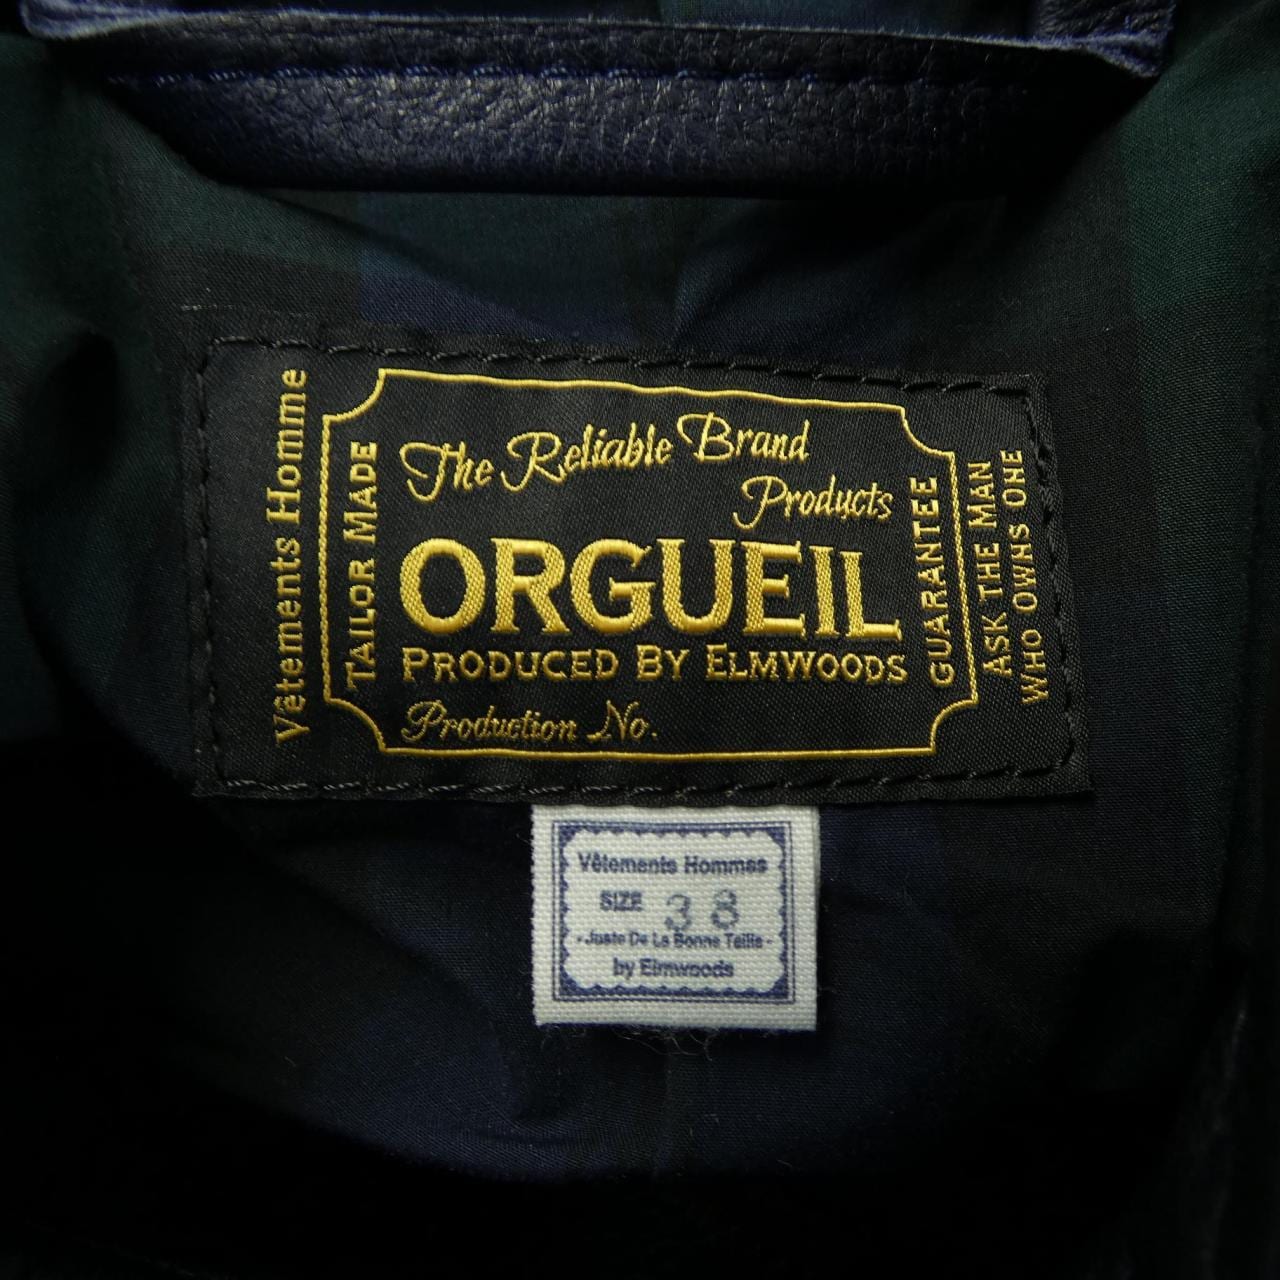 Vêtements Homme
TAILOR MADE
The Reliable Brand
Products
ORGUEIL
PRODUCED BY ELMWOODS
Production No.
GUARANTEE
ASK THE MAN
WHO OWNS ONE
Vêtements Hommes
SIZE 38
- Juste De La Bonne Taille -
by Elmwoods